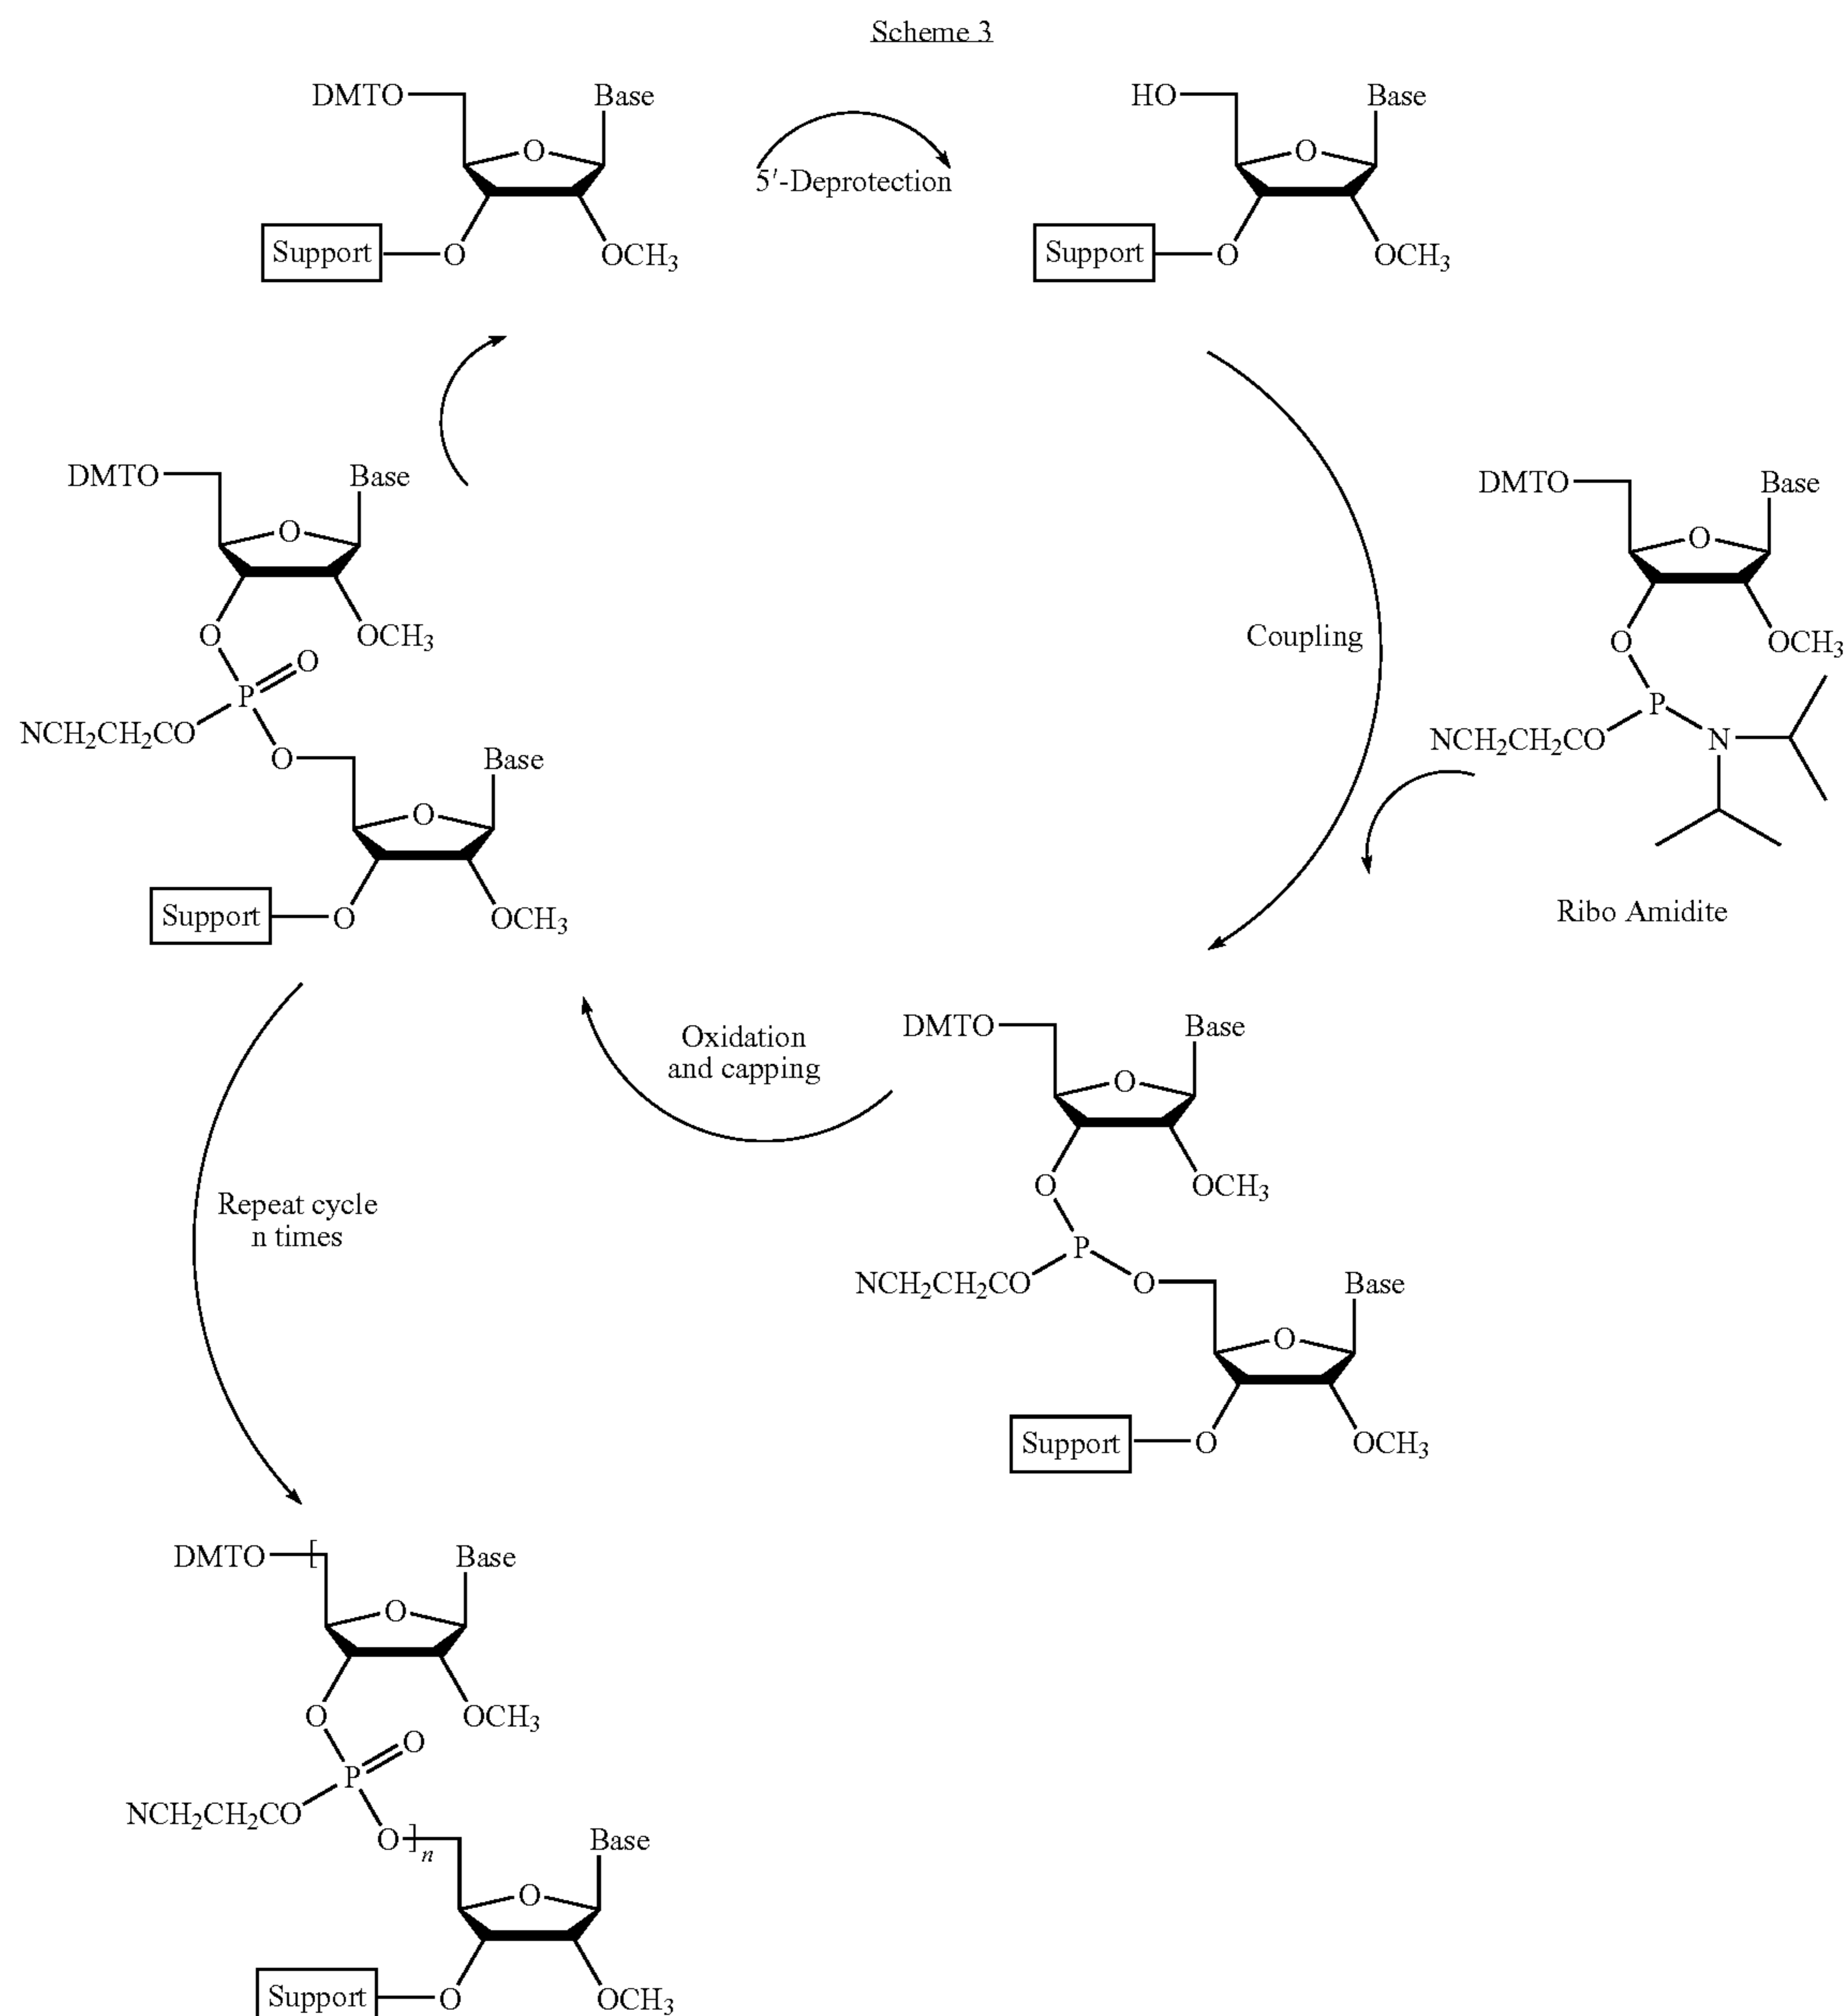 Scheme 3
DMTO
Base
O
5′-Deprotection
Support
O
OCH₃
HO
Base
O
Support
O
OCH₃
DMTO
Base
O
O
OCH₃
O
P
NCH₂CH₂CO
O
Base
O
Support
O
OCH₃
Coupling
DMTO
Base
O
O
OCH₃
P
NCH₂CH₂CO
N
Ribo Amidite
Oxidation
and capping
DMTO
Base
O
O
OCH₃
P
NCH₂CH₂CO
O
Base
O
Support
O
OCH₃
Repeat cycle
n times
DMTO
[
Base
O
O
OCH₃
O
P
NCH₂CH₂CO
O
]n
Base
O
Support
O
OCH₃